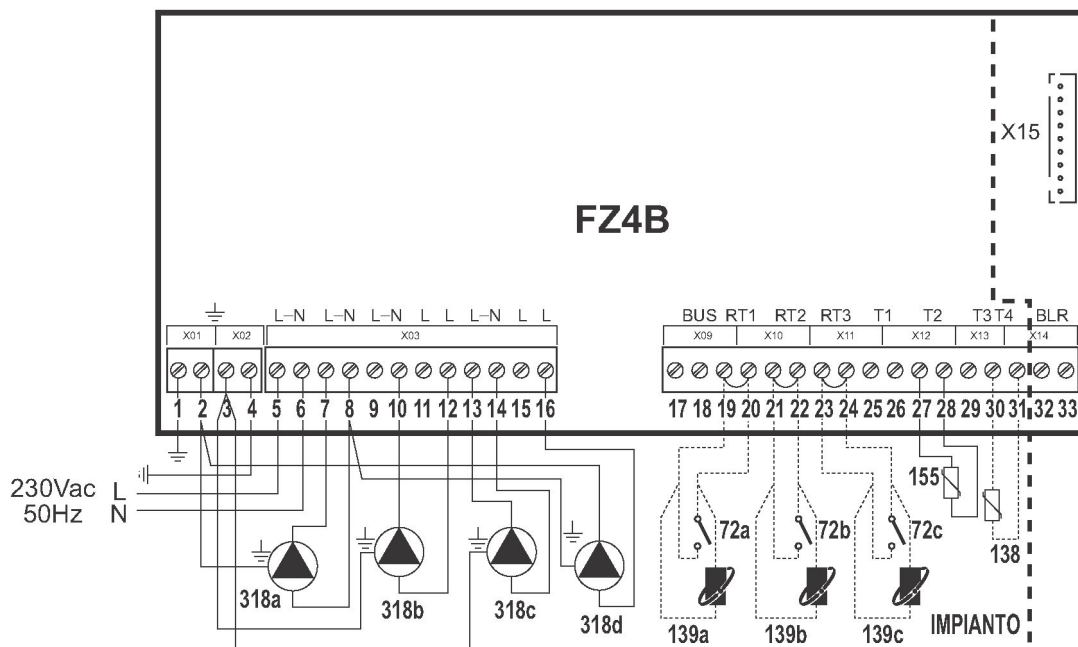 X15
FZ4B
L–N L–N L–N L L L–N L L
BUS RT1 RT2 RT3 T1 T2 T3 T4 BLR
X01 X02 X03 X09 X10 X11 X12 X13 X14
1 2 3 4 5 6 7 8 9 10 11 12 13 14 15 16 17 18 19 20 21 22 23 24 25 26 27 28 29 30 31 32 33
230Vac L
50Hz N
155
72a 72b 72c
138
318a 318b 318c 318d
139a 139b 139c
IMPIANTO